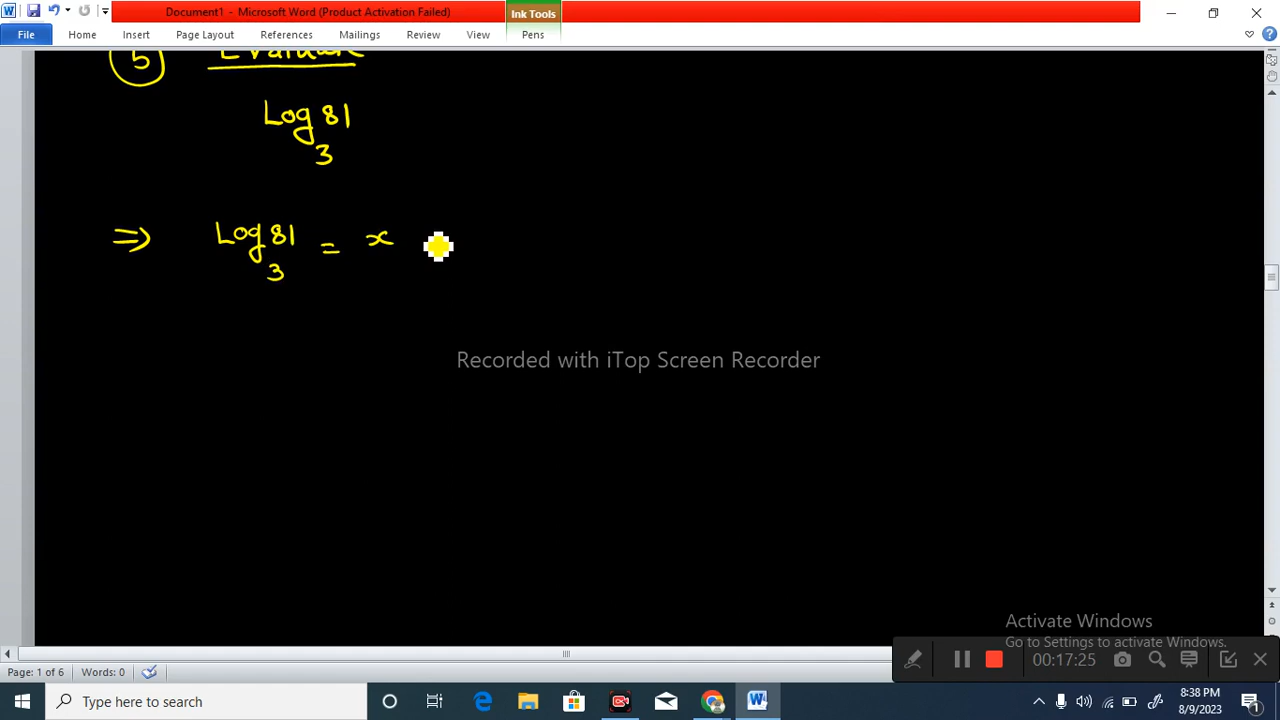 Document1 - Microsoft Word (Product Activation Failed)
Ink Tools
File Home Insert Page Layout References Mailings Review View Pens
5
Log 81
3
⇒ Log 81 = x
3
Recorded with iTop Screen Recorder
Activate Windows
Go to Settings to activate Windows.
00:17:25
Page: 1 of 6 Words: 0
Type here to search
8:38 PM
8/9/2023
1